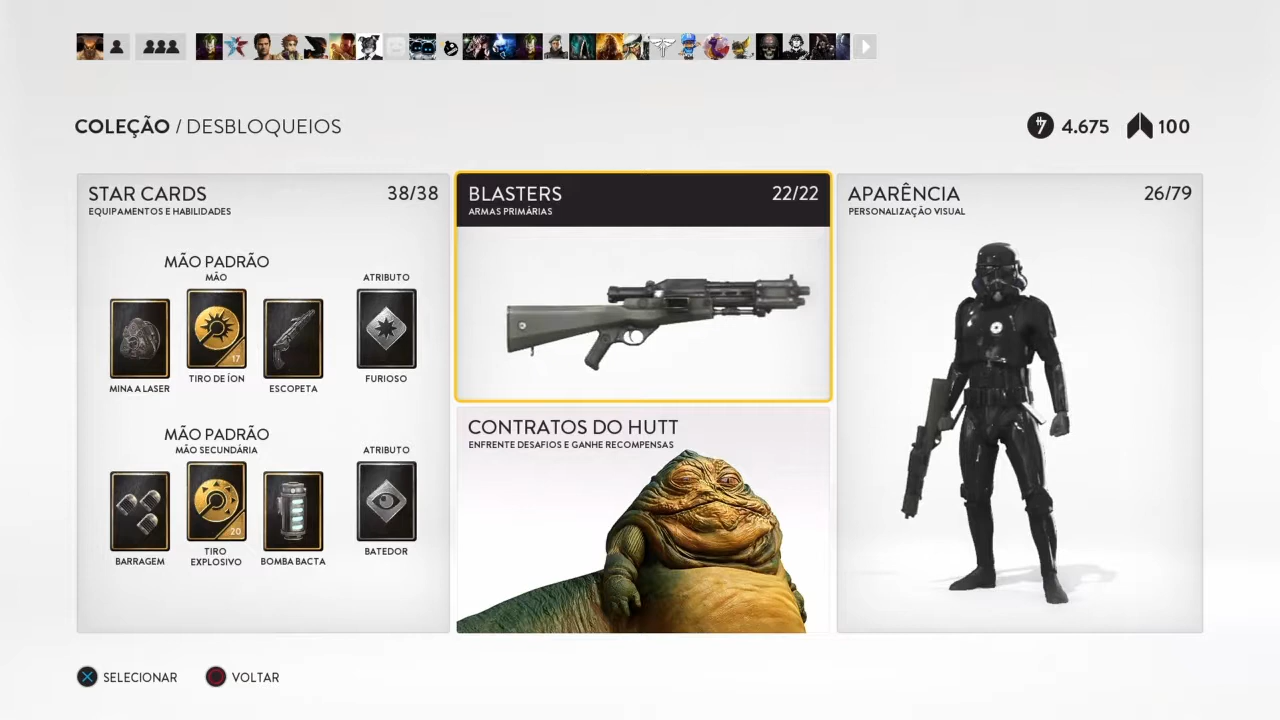 COLEÇÃO / DESBLOQUEIOS
4.675
100
STAR CARDS 38/38
EQUIPAMENTOS E HABILIDADES
MÃO PADRÃO
MÃO
ATRIBUTO
17
MINA A LASER
TIRO DE ÍON
ESCOPETA
FURIOSO
MÃO PADRÃO
MÃO SECUNDÁRIA
ATRIBUTO
20
BARRAGEM
TIRO
EXPLOSIVO
BOMBA BACTA
BATEDOR
BLASTERS 22/22
ARMAS PRIMÁRIAS
CONTRATOS DO HUTT
ENFRENTE DESAFIOS E GANHE RECOMPENSAS
APARÊNCIA 26/79
PERSONALIZAÇÃO VISUAL
SELECIONAR
VOLTAR